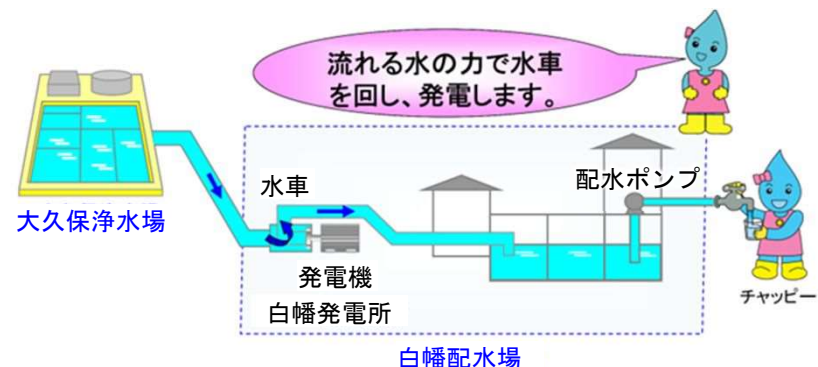 流れる水の力で水車
を回し、発電します。
大久保浄水場
水車
配水ポンプ
発電機
白幡発電所
チャッピー
白幡配水場